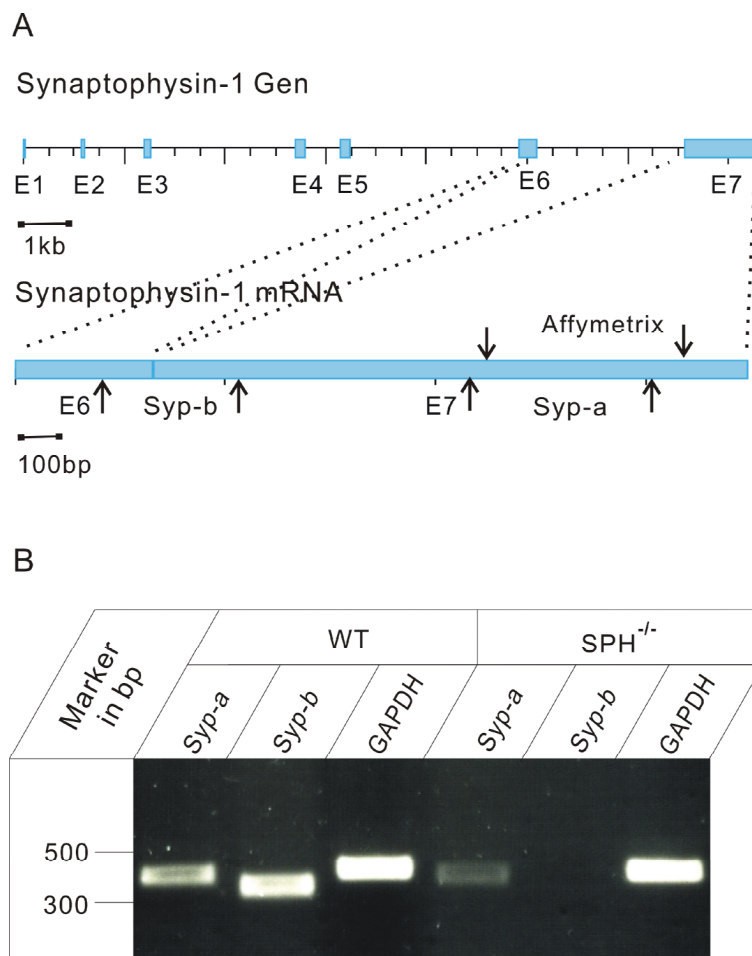 A
Synaptophysin-1 Gen
E1 E2 E3 E4 E5 E6 E7
1kb
Synaptophysin-1 mRNA
Affymetrix
E6 Syp-b E7 Syp-a
100bp
B
Marker in bp
WT SPH-/-
Syp-a Syp-b GAPDH Syp-a Syp-b GAPDH
500
300